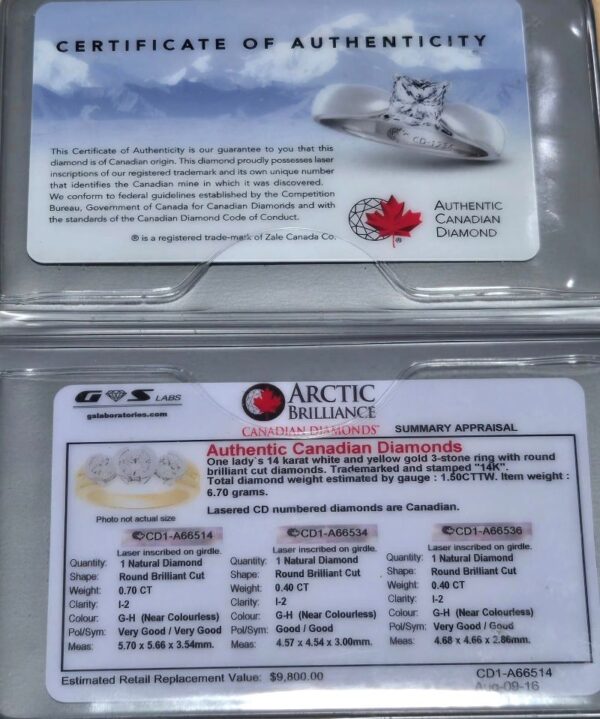 CERTIFICATE OF AUTHENTICITY
CD-1236
This Certificate of Authenticity is our guarantee to you that this
diamond is of Canadian origin. This diamond proudly possesses laser
inscriptions of our registered trademark and its own unique number
that identifies the Canadian mine in which it was discovered.
We conform to federal guidelines established by the Competition
Bureau, Government of Canada for Canadian Diamonds and with
the standards of the Canadian Diamond Code of Conduct.
® is a registered trade-mark of Zale Canada Co.
®
AUTHENTIC
CANADIAN
DIAMOND
GS LABS
gslaboratories.com
ARCTIC
BRILLIANCE
CANADIAN DIAMONDS™
SUMMARY APPRAISAL
Authentic Canadian Diamonds
One lady`s 14 karat white and yellow gold 3-stone ring with round
brilliant cut diamonds. Trademarked and stamped "14K".
Total diamond weight estimated by gauge : 1.50CTTW. Item weight :
6.70 grams.
Lasered CD numbered diamonds are Canadian.
Photo not actual size
CD1-A66514
Laser inscribed on girdle.
Quantity: 1 Natural Diamond
Shape: Round Brilliant Cut
Weight: 0.70 CT
Clarity: I-2
Colour: G-H (Near Colourless)
Pol/Sym: Very Good / Very Good
Meas: 5.70 x 5.66 x 3.54mm.
CD1-A66534
Laser inscribed on girdle.
Quantity: 1 Natural Diamond
Shape: Round Brilliant Cut
Weight: 0.40 CT
Clarity: I-2
Colour: G-H (Near Colourless)
Pol/Sym: Good / Good
Meas: 4.57 x 4.54 x 3.00mm.
CD1-A66536
Laser inscribed on girdle.
Quantity: 1 Natural Diamond
Shape: Round Brilliant Cut
Weight: 0.40 CT
Clarity: I-2
Colour: G-H (Near Colourless)
Pol/Sym: Very Good / Good
Meas: 4.68 x 4.66 x 2.86mm.
Estimated Retail Replacement Value: $9,800.00
CD1-A66514
Aug-09-16